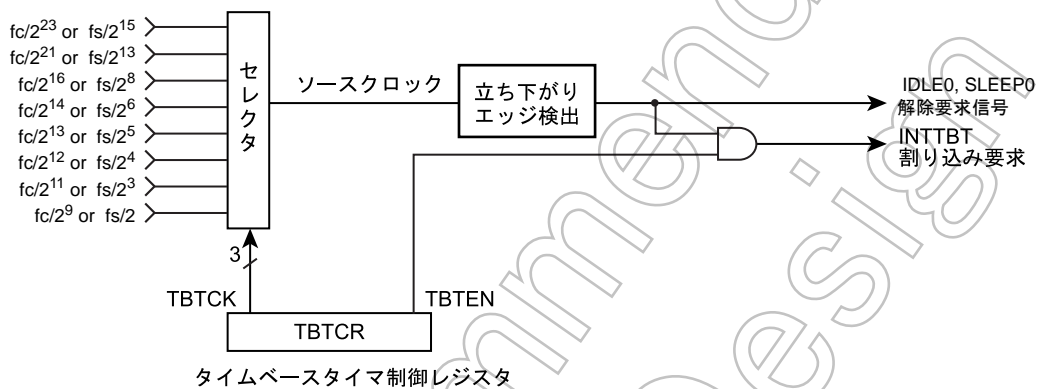 fc/2²³ or fs/2¹⁵
fc/2²¹ or fs/2¹³
fc/2¹⁶ or fs/2⁸
fc/2¹⁴ or fs/2⁶
fc/2¹³ or fs/2⁵
fc/2¹² or fs/2⁴
fc/2¹¹ or fs/2³
fc/2⁹ or fs/2
セレクタ
ソースクロック
立ち下がり
エッジ検出
IDLE0, SLEEP0
解除要求信号
INTTBT
割り込み要求
3
TBTCK
TBTEN
TBTCR
タイムベースタイマ制御レジスタ